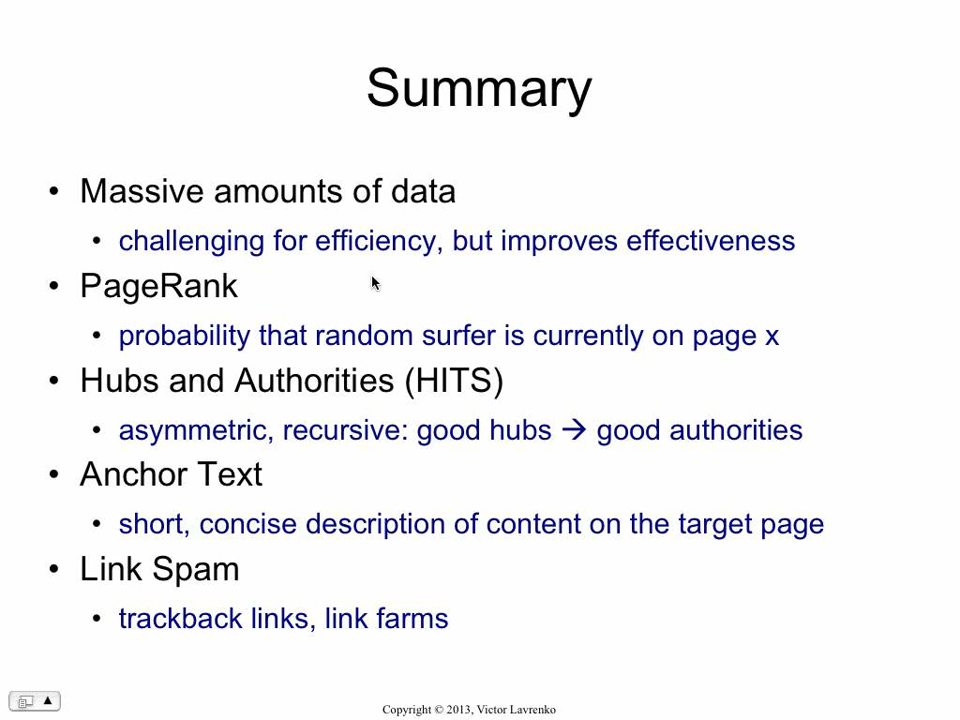 Summary
• Massive amounts of data
• challenging for efficiency, but improves effectiveness
• PageRank
• probability that random surfer is currently on page x
• Hubs and Authorities (HITS)
• asymmetric, recursive: good hubs → good authorities
• Anchor Text
• short, concise description of content on the target page
• Link Spam
• trackback links, link farms
Copyright © 2013, Victor Lavrenko